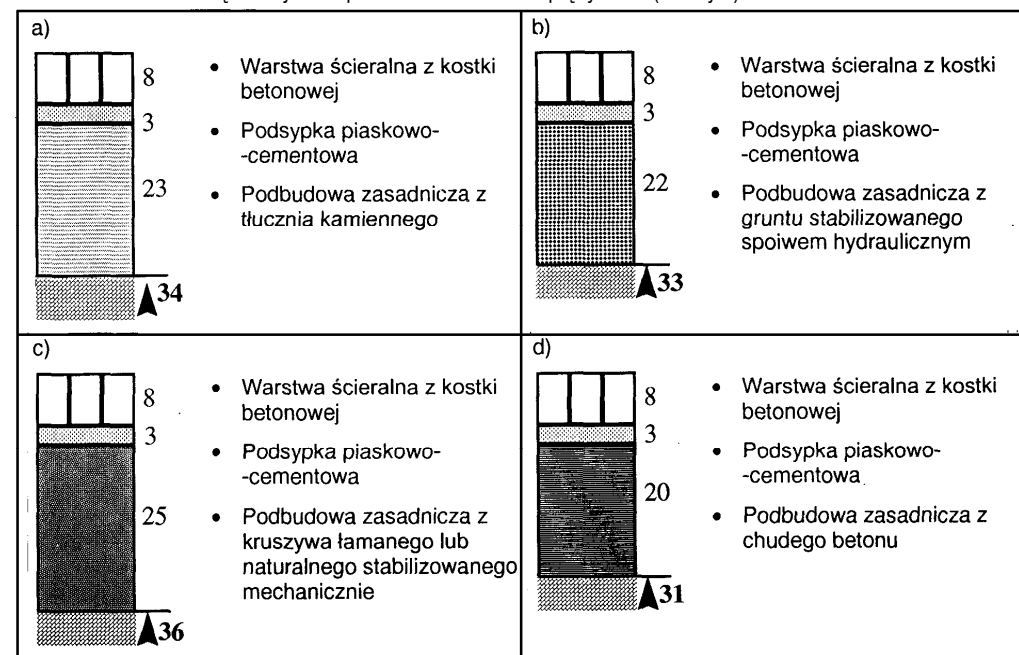 a)
8
3
23
34
• Warstwa ścieralna z kostki
betonowej
• Podsypka piaskowo-
-cementowa
• Podbudowa zasadnicza z
tłucznia kamiennego
b)
8
3
22
33
• Warstwa ścieralna z kostki
betonowej
• Podsypka piaskowo-
-cementowa
• Podbudowa zasadnicza z
gruntu stabilizowanego
spoiwem hydraulicznym
c)
8
3
25
36
• Warstwa ścieralna z kostki
betonowej
• Podsypka piaskowo-
-cementowa
• Podbudowa zasadnicza z
kruszywa łamanego lub
naturalnego stabilizowanego
mechanicznie
d)
8
3
20
31
• Warstwa ścieralna z kostki
betonowej
• Podsypka piaskowo-
-cementowa
• Podbudowa zasadnicza z
chudego betonu